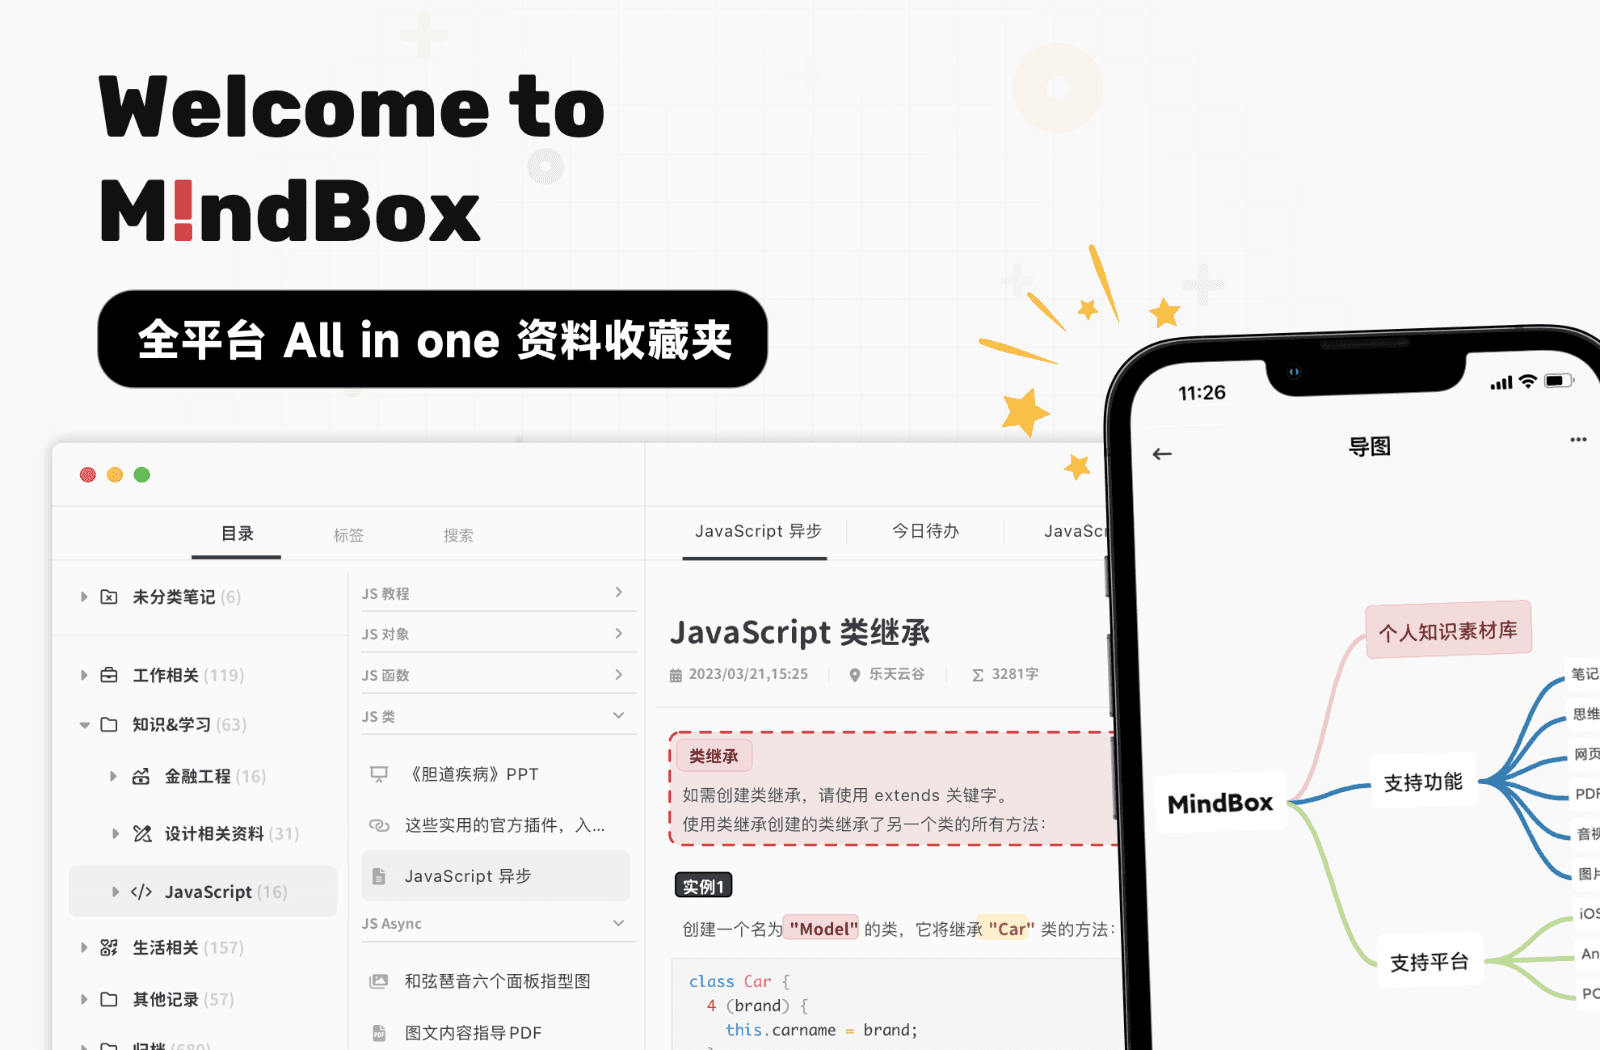 Welcome to
M!ndBox
全平台 All in one 资料收藏夹
目录
标签
搜索
未分类笔记 (6)
工作相关 (119)
知识&学习 (63)
金融工程 (16)
设计相关资料 (31)
</> JavaScript (16)
生活相关 (157)
其他记录 (57)
归档 (680)
JS 教程
JS 对象
JS 函数
JS 类
《胆道疾病》PPT
这些实用的官方插件，入...
JavaScript 异步
JS Async
和弦琶音六个面板指型图
图文内容指导PDF
JavaScript 异步
今日待办
JavaScr
JavaScript 类继承
2023/03/21,15:25
乐天云谷
Σ 3281字
类继承
如需创建类继承，请使用 extends 关键字。
使用类继承创建的类继承了另一个类的所有方法：
实例1
创建一个名为 "Model" 的类，它将继承 "Car" 类的方法：
class Car {
4 (brand) {
this.carname = brand;
11:26
导图
个人知识素材库
MindBox
支持功能
支持平台
笔记
思维
网页
PDF
音视
图片
iOS
An
PC